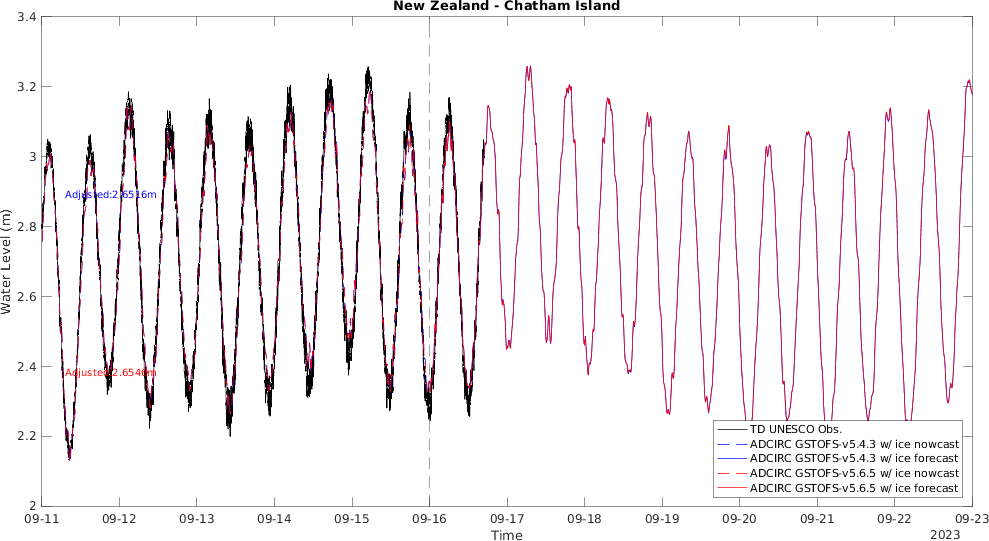 New Zealand - Chatham Island
Water Level (m)
3.4
3.2
3
2.8
2.6
2.4
2.2
2
Adjusted:2.6516m
Adjusted:2.6546m
TD UNESCO Obs.
ADCIRC GSTOFS-v5.4.3 w/ ice nowcast
ADCIRC GSTOFS-v5.4.3 w/ ice forecast
ADCIRC GSTOFS-v5.6.5 w/ ice nowcast
ADCIRC GSTOFS-v5.6.5 w/ ice forecast
09-11 09-12 09-13 09-14 09-15 09-16 09-17 09-18 09-19 09-20 09-21 09-22 09-23
Time
2023